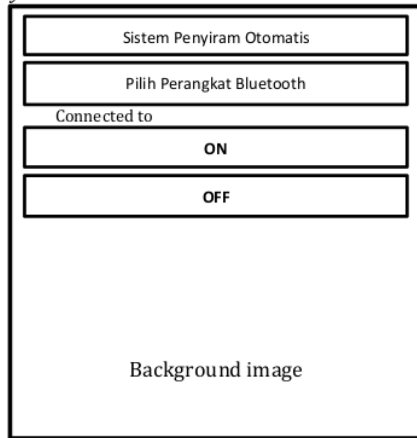 Sistem Penyiram Otomatis
Pilih Perangkat Bluetooth
Connected to
ON
OFF
Background image